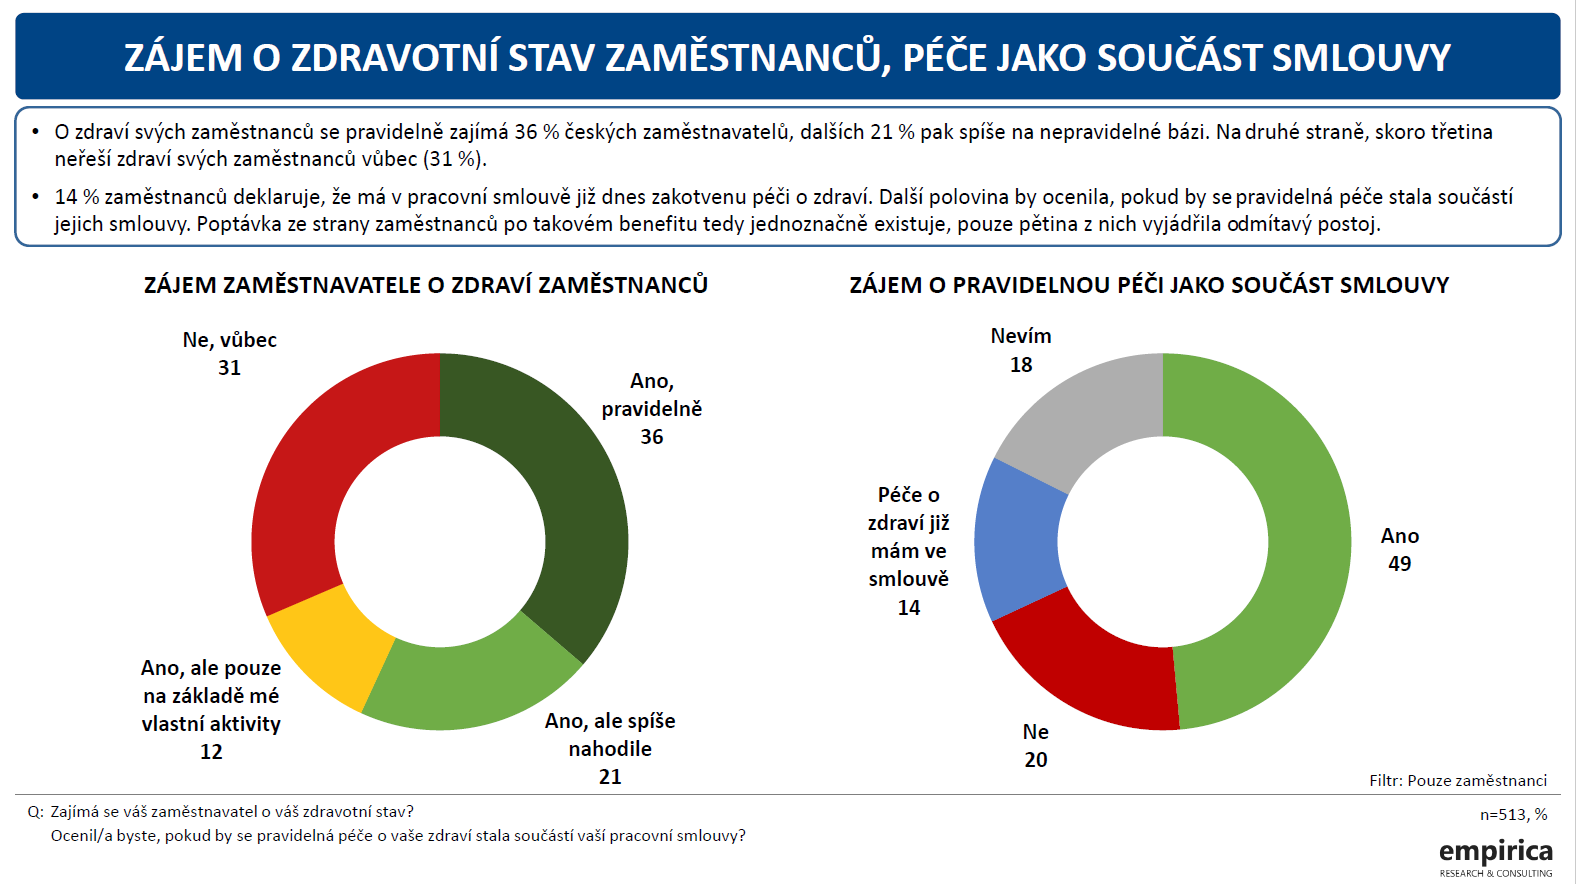 ZÁJEM O ZDRAVOTNÍ STAV ZAMĚSTNANCŮ, PÉČE JAKO SOUČÁST SMLOUVY
• O zdraví svých zaměstnanců se pravidelně zajímá 36 % českých zaměstnavatelů, dalších 21 % pak spíše na nepravidelné bázi. Na druhé straně, skoro třetina
neřeší zdraví svých zaměstnanců vůbec (31 %).
• 14 % zaměstnanců deklaruje, že má v pracovní smlouvě již dnes zakotvenu péči o zdraví. Další polovina by ocenila, pokud by se pravidelná péče stala součástí
jejich smlouvy. Poptávka ze strany zaměstnanců po takovém benefitu tedy jednoznačně existuje, pouze pětina z nich vyjádřila odmítavý postoj.
ZÁJEM ZAMĚSTNAVATELE O ZDRAVÍ ZAMĚSTNANCŮ
Ne, vůbec
31
Ano,
pravidelně
36
Ano, ale pouze
na základě mé
vlastní aktivity
12
Ano, ale spíše
nahodile
21
ZÁJEM O PRAVIDELNOU PÉČI JAKO SOUČÁST SMLOUVY
Nevím
18
Péče o
zdraví již
mám ve
smlouvě
14
Ano
49
Ne
20
Filtr: Pouze zaměstnanci
Q: Zajímá se váš zaměstnavatel o váš zdravotní stav?
Ocenil/a byste, pokud by se pravidelná péče o vaše zdraví stala součástí vaší pracovní smlouvy?
n=513, %
empirica
RESEARCH & CONSULTING